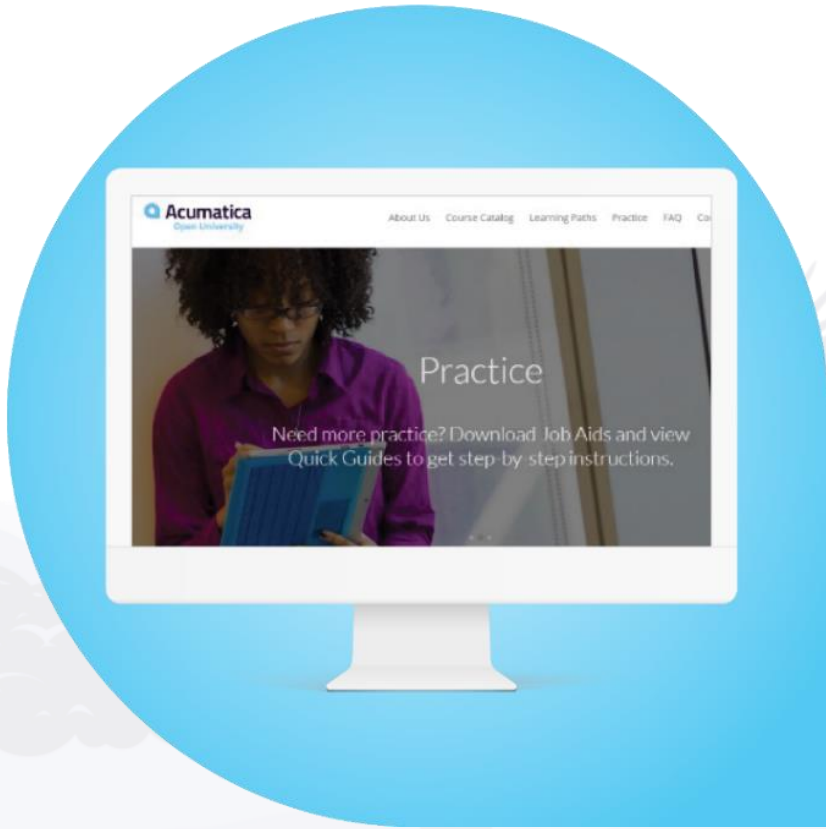 Acumatica
Open University
About Us Course Catalog Learning Paths Practice FAQ
Practice
Need more practice? Download Job Aids and view
Quick Guides to get step-by-step instructions.